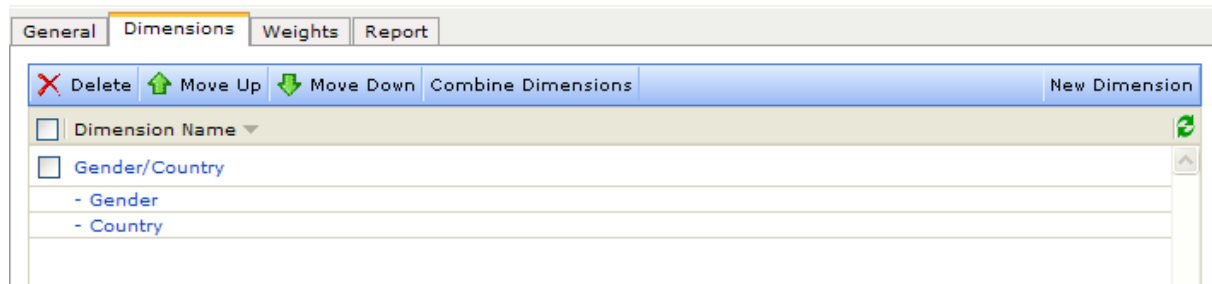 General Dimensions Weights Report
Delete Move Up Move Down Combine Dimensions New Dimension
Dimension Name
Gender/Country
- Gender
- Country